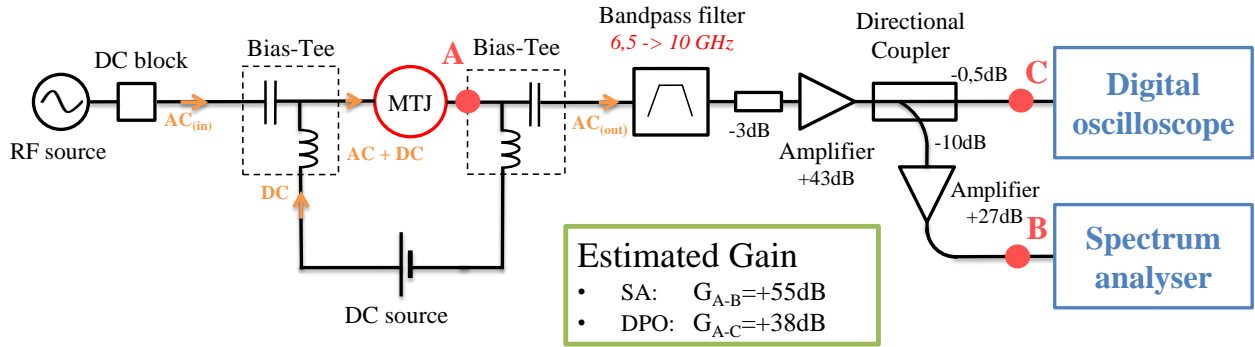 RF source
DC block
AC(in)
Bias-Tee
DC
AC + DC
MTJ
A
Bias-Tee
AC(out)
DC source
Bandpass filter
6,5 -> 10 GHz
-3dB
Amplifier
+43dB
Directional
Coupler
-0,5dB
-10dB
C
Digital
oscilloscope
Amplifier
+27dB
B
Spectrum
analyser
Estimated Gain
• SA: GA-B=+55dB
• DPO: GA-C=+38dB